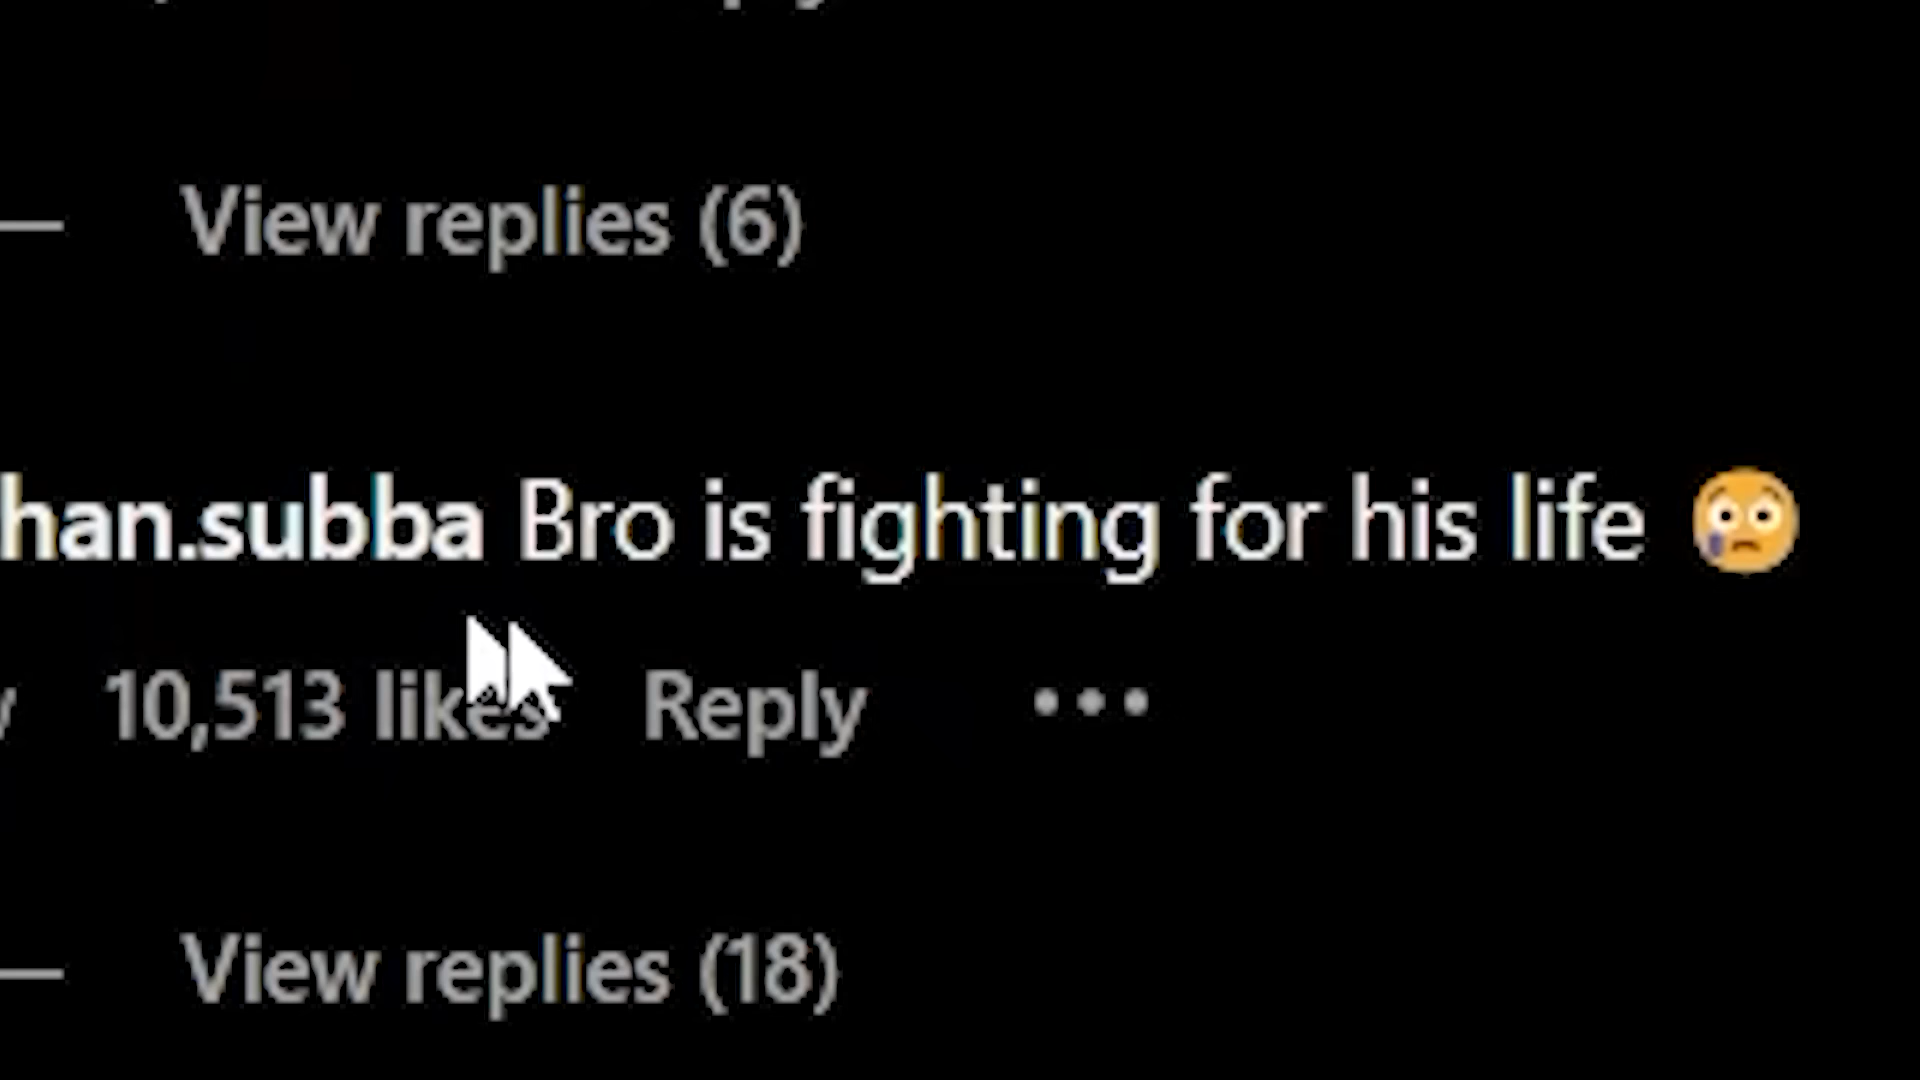 View replies (6)
han.subba Bro is fighting for his life 😢
10,513 likes Reply •••
View replies (18)